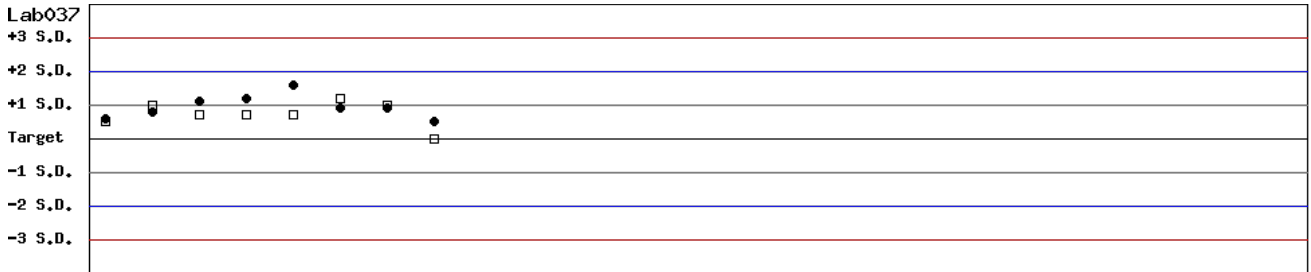 Lab037
+3 S.D.
+2 S.D.
+1 S.D.
Target
-1 S.D.
-2 S.D.
-3 S.D.